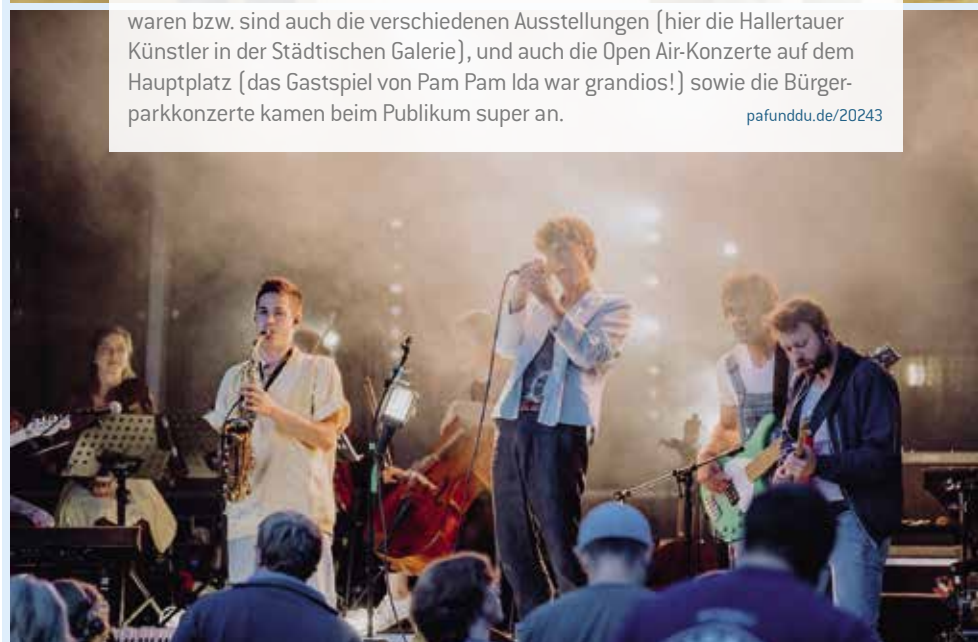 waren bzw. sind auch die verschiedenen Ausstellungen (hier die Hallertauer
Künstler in der Städtischen Galerie), und auch die Open Air-Konzerte auf dem
Hauptplatz (das Gastspiel von Pam Pam Ida war grandios!) sowie die Bürger-
parkkonzerte kamen beim Publikum super an. pafunddu.de/20243